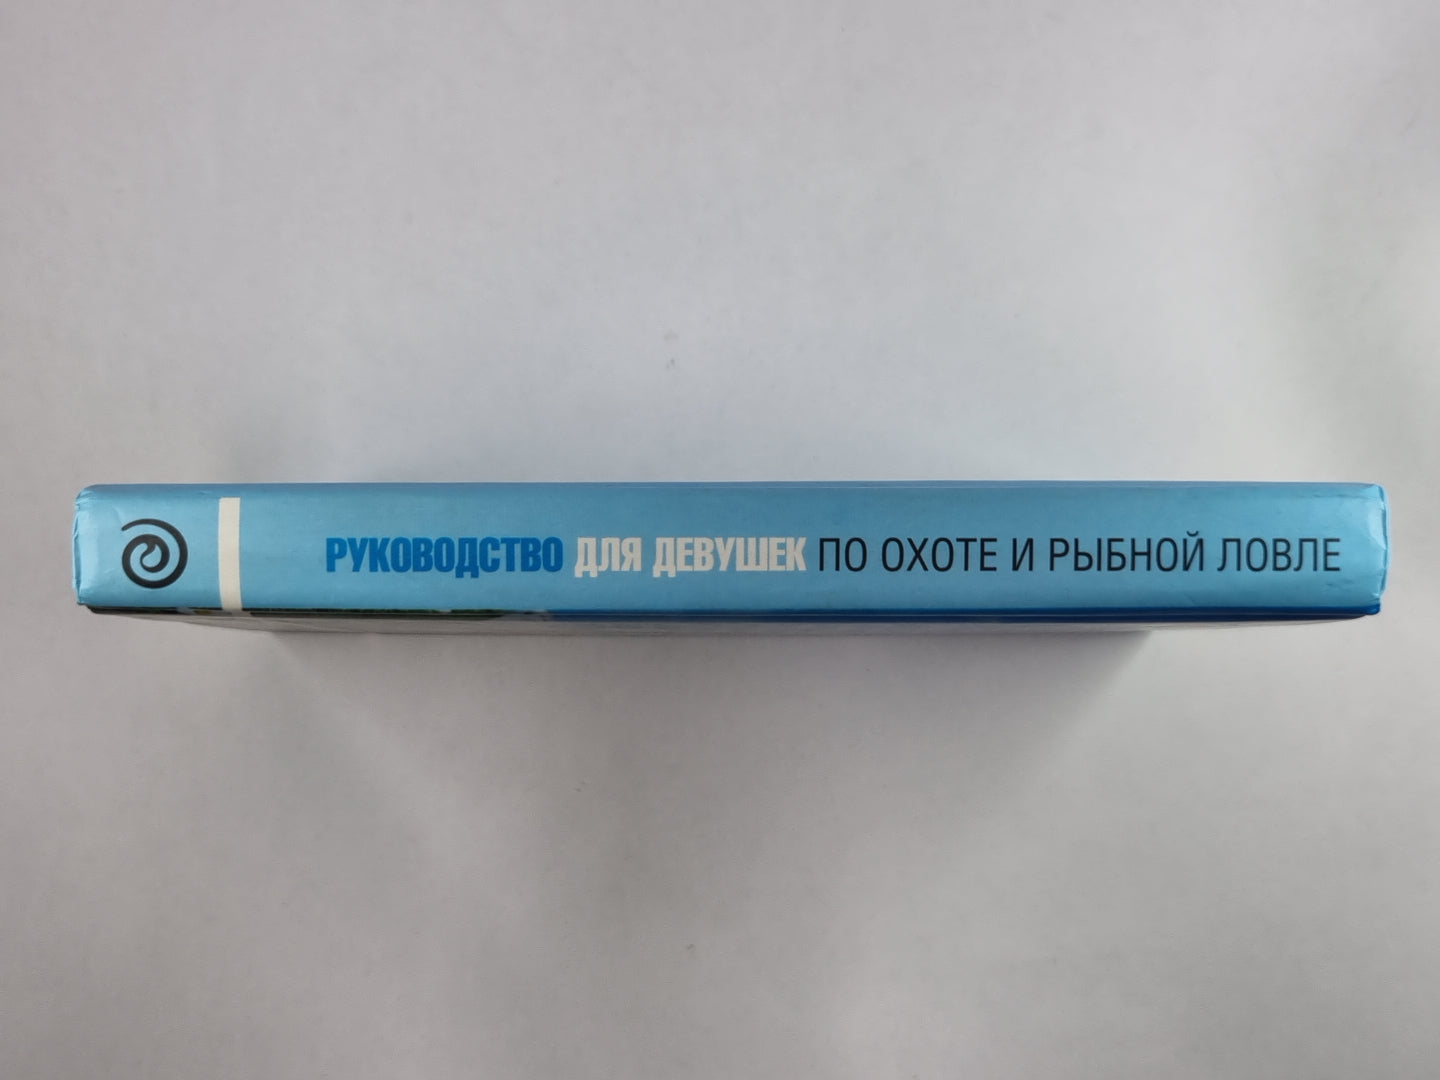 РУКОВОДСТВО ДЛЯ ДЕВУШЕК ПО ОХОТЕ И РЫБНОЙ ЛОВЛЕ